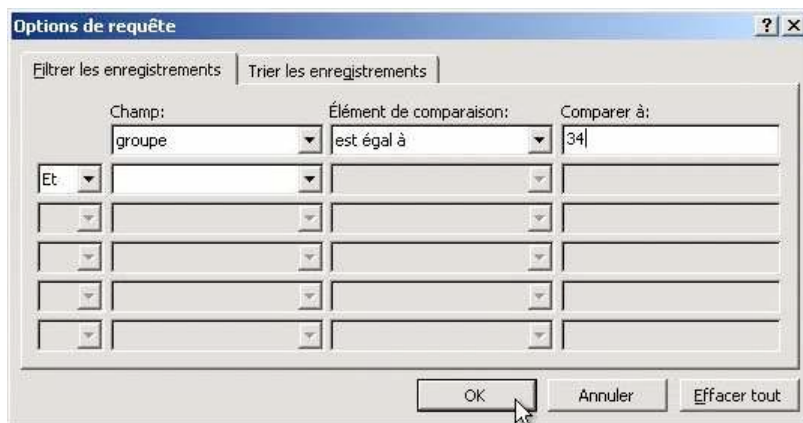 Options de requête
Filtrer les enregistrements Trier les enregistrements
Champ: Élément de comparaison: Comparer à:
groupe est égal à 34
Et
OK Annuler Effacer tout